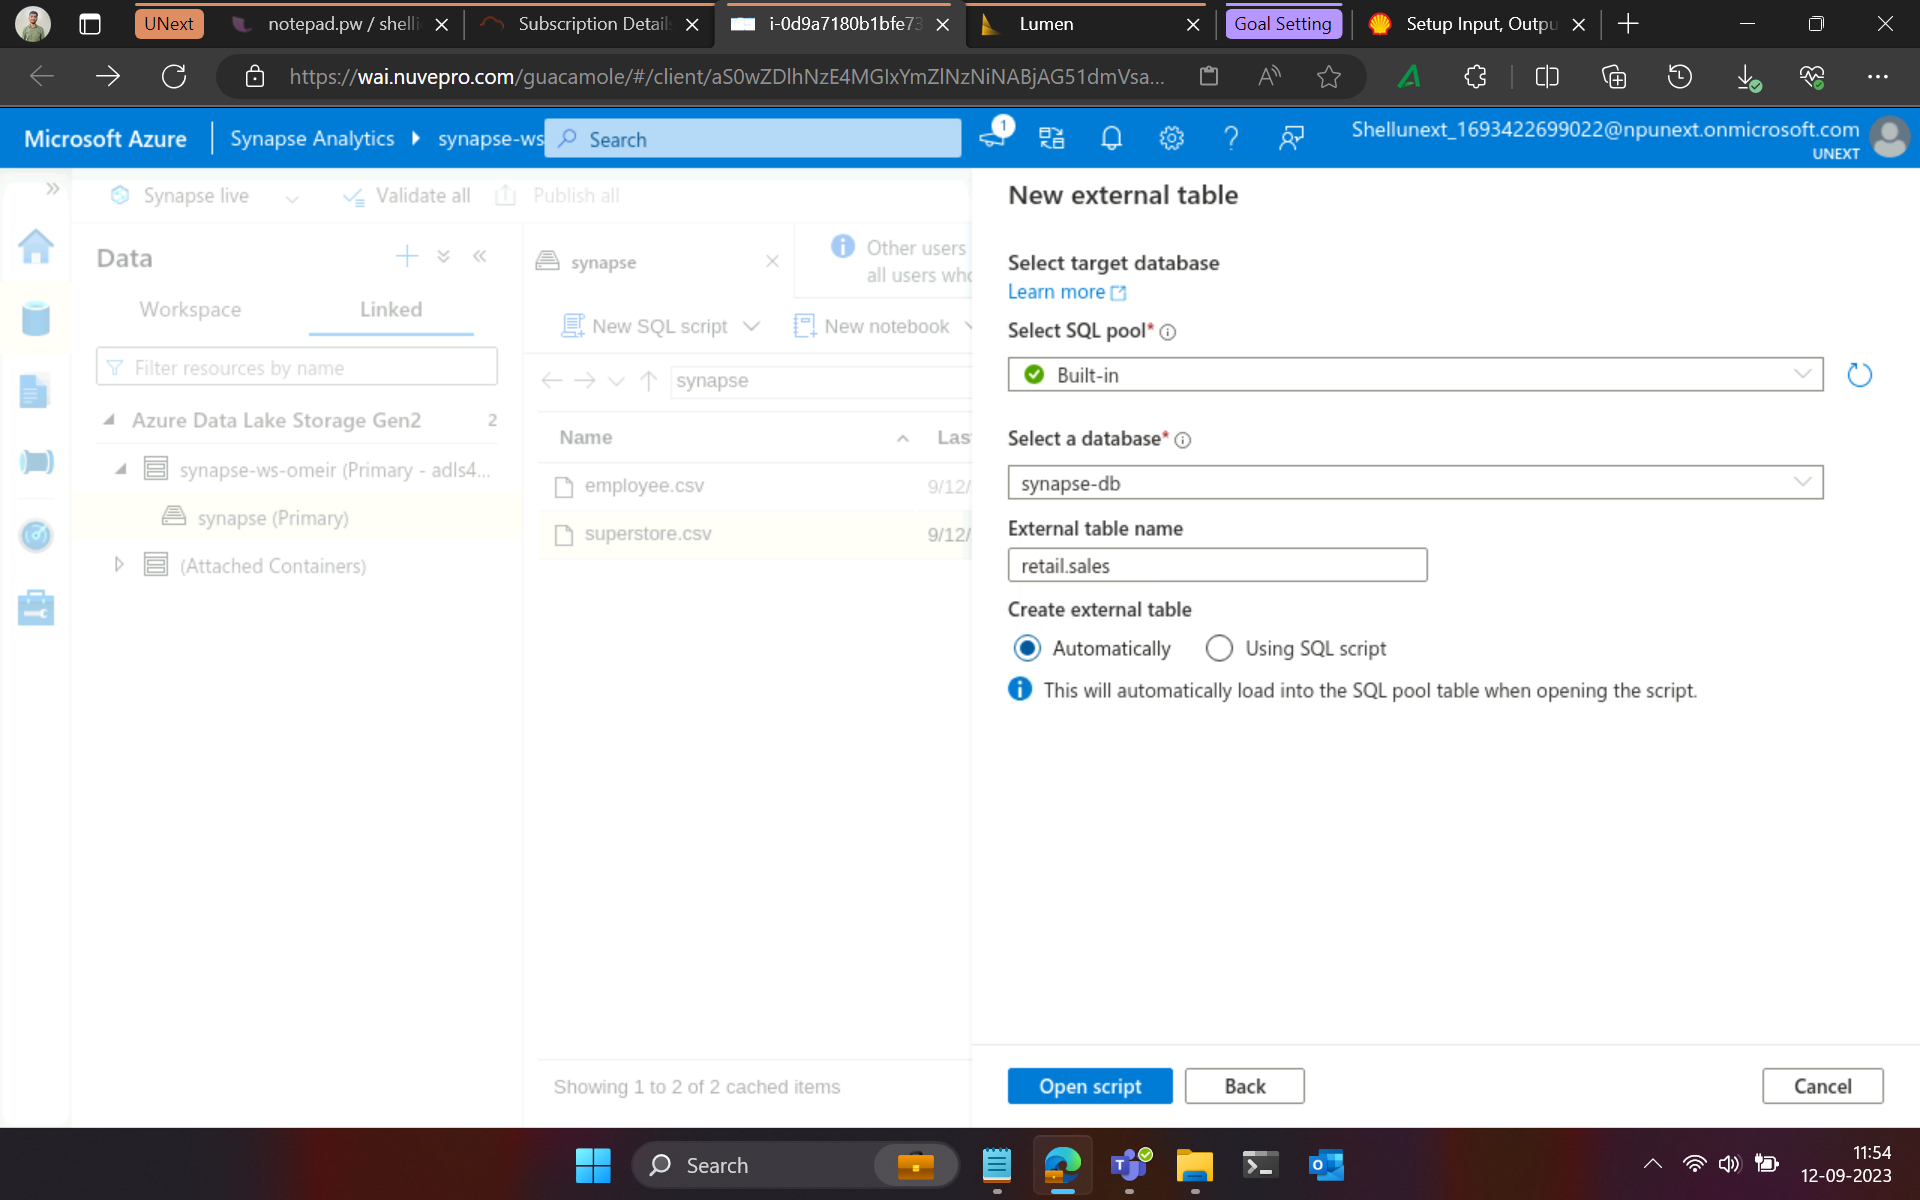 UNext
notepad.pw / shelli
Subscription Details
i-0d9a7180b1bfe73
Lumen
Goal Setting
Setup Input, Outpu
https://wai.nuvepro.com/guacamole/#/client/aS0wZDlhNzE4MGIxYmZlNzNiNABjAG51dmVsa...
Microsoft Azure
Synapse Analytics
synapse-ws
Search
1
Shellunext_1693422699022@npunext.onmicrosoft.com
UNEXT
Synapse live
Validate all
Publish all
Data
Workspace
Linked
Filter resources by name
Azure Data Lake Storage Gen2
2
synapse-ws-omeir (Primary - adls4...
synapse (Primary)
(Attached Containers)
synapse
Other users
all users who
New SQL script
New notebook
synapse
Name
Las
employee.csv
9/12/
superstore.csv
9/12/
Showing 1 to 2 of 2 cached items
New external table
Select target database
Learn more
Select SQL pool*
Built-in
Select a database*
synapse-db
External table name
retail.sales
Create external table
Automatically
Using SQL script
This will automatically load into the SQL pool table when opening the script.
Open script
Back
Cancel
Search
11:54
12-09-2023